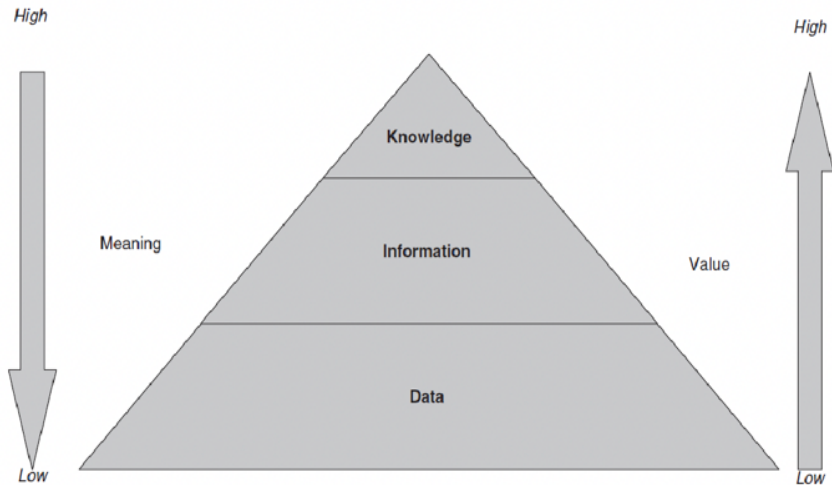 High
High
Knowledge
Meaning
Information
Value
Data
Low
Low